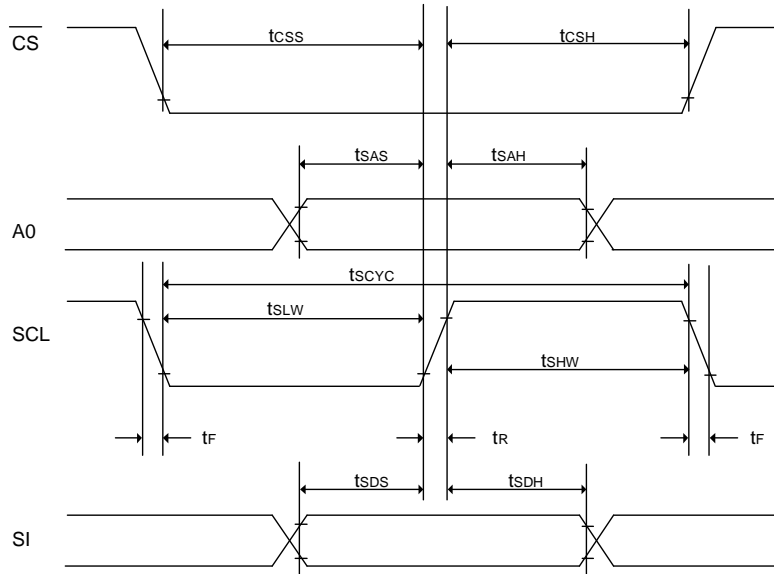 CS
tCSS
tCSH
tSAS
tSAH
A0
tSCYC
tSLW
SCL
tSHW
tF
tR
tF
tSDS
tSDH
SI